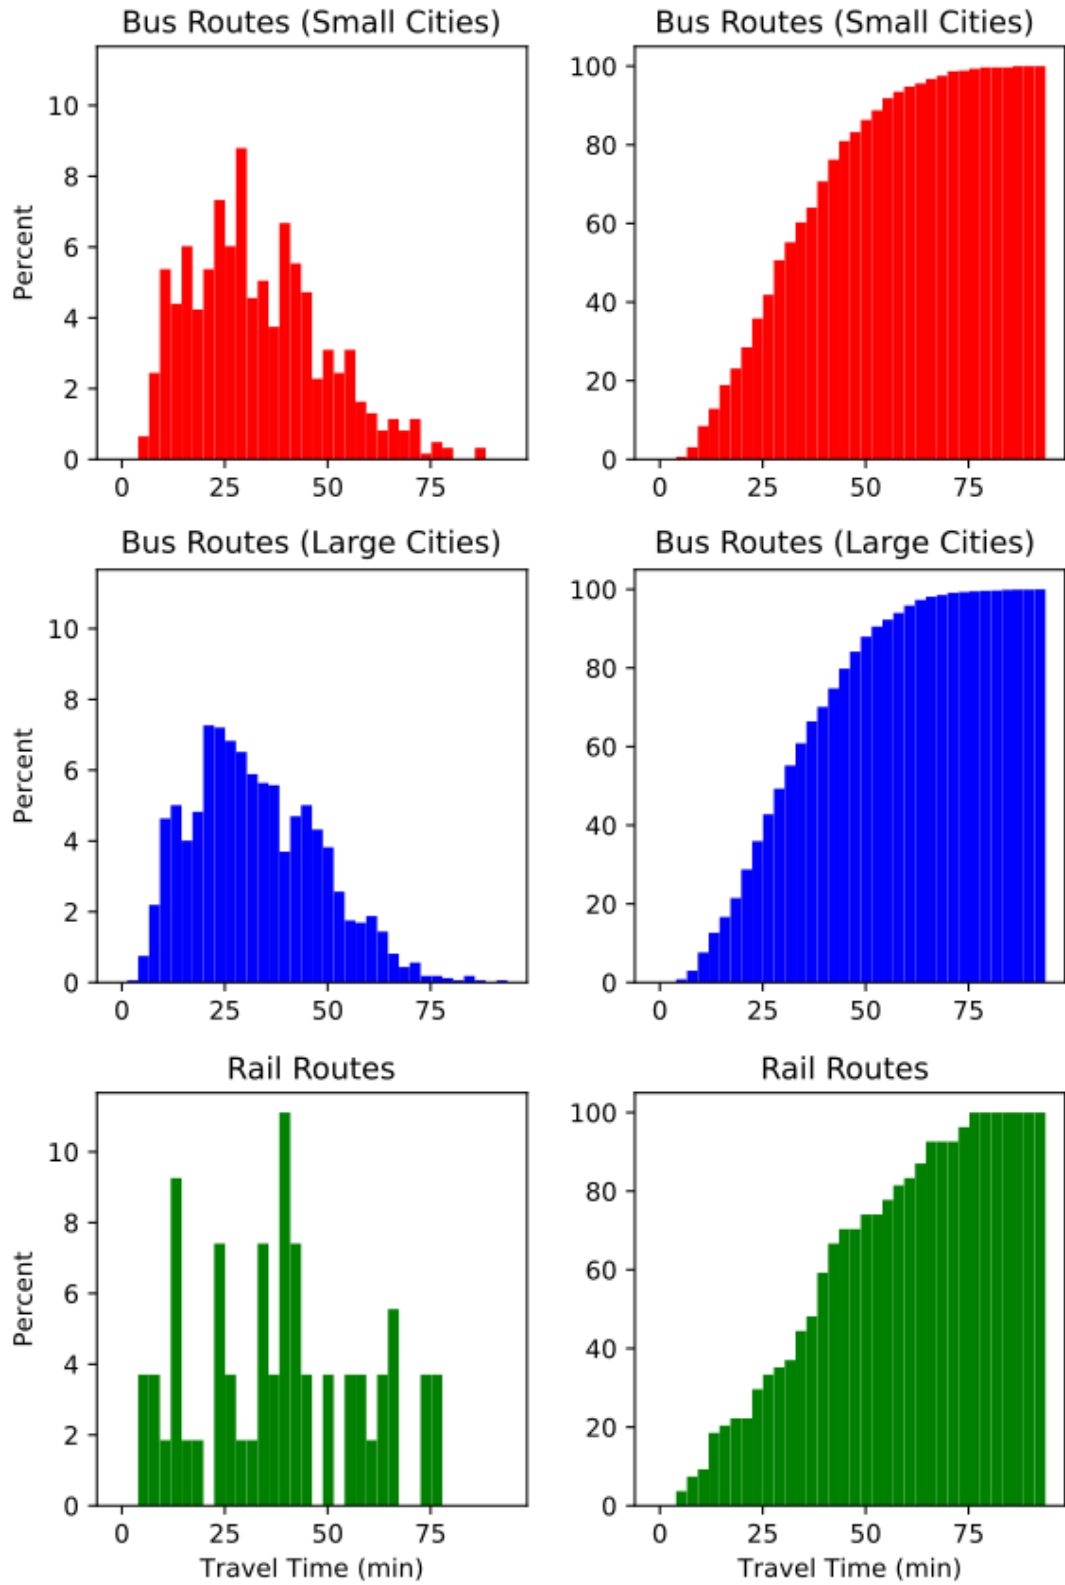 Bus Routes (Small Cities)
Percent
10
8
6
4
2
0
0 25 50 75
Bus Routes (Small Cities)
100
80
60
40
20
0
0 25 50 75
Bus Routes (Large Cities)
Percent
10
8
6
4
2
0
0 25 50 75
Bus Routes (Large Cities)
100
80
60
40
20
0
0 25 50 75
Rail Routes
Percent
10
8
6
4
2
0
0 25 50 75
Travel Time (min)
Rail Routes
100
80
60
40
20
0
0 25 50 75
Travel Time (min)